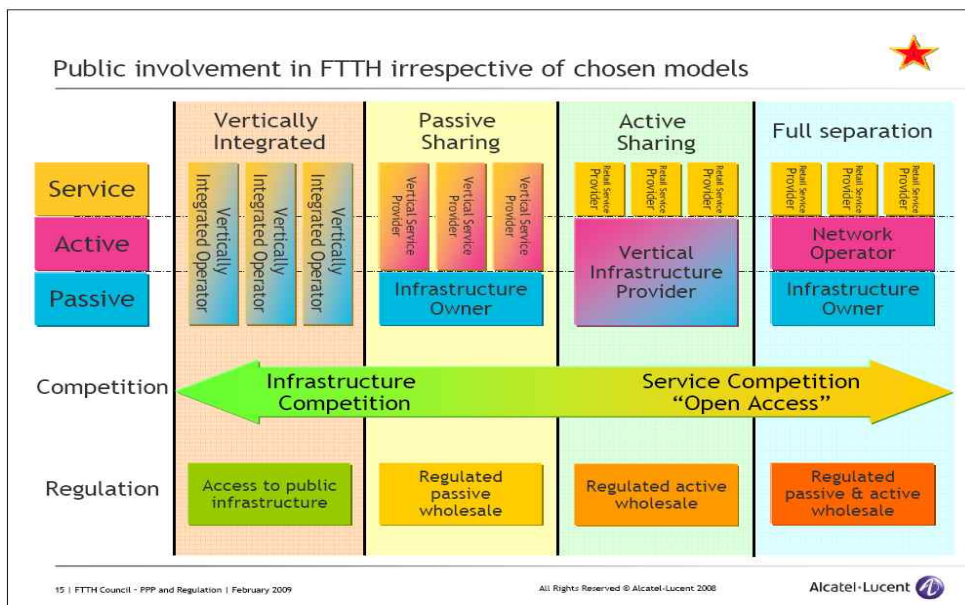 Public involvement in FTTH irrespective of chosen models
Vertically
Integrated
Passive
Sharing
Active
Sharing
Full separation
Service
Active
Passive
Vertically
Integrated Operator
Vertically
Integrated Operator
Vertically
Integrated Operator
Vertical Service
Provider
Vertical Service
Provider
Vertical Service
Provider
Infrastructure
Owner
Retail Service
Provider
Retail Service
Provider
Retail Service
Provider
Vertical
Infrastructure
Provider
Retail Service
Provider
Retail Service
Provider
Retail Service
Provider
Network
Operator
Infrastructure
Owner
Competition
Infrastructure
Competition
Service Competition
“Open Access”
Regulation
Access to public
infrastructure
Regulated
passive
wholesale
Regulated active
wholesale
Regulated
passive & active
wholesale
15 | FTTH Council - PPP and Regulation | February 2009
All Rights Reserved © Alcatel-Lucent 2008
Alcatel·Lucent